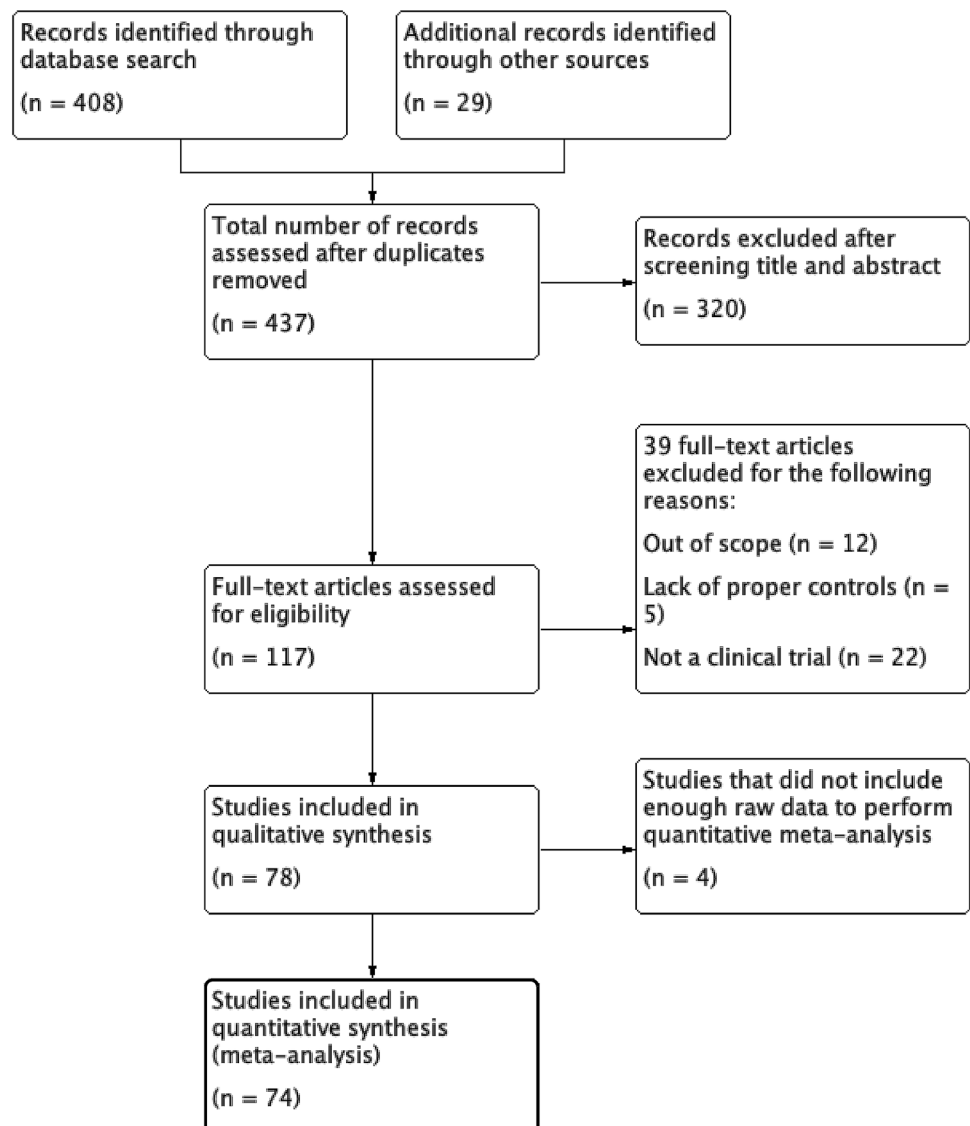 Records identified through
database search
(n = 408)
Additional records identified
through other sources
(n = 29)
Total number of records
assessed after duplicates
removed
(n = 437)
Records excluded after
screening title and abstract
(n = 320)
39 full-text articles
excluded for the following
reasons:
Out of scope (n = 12)
Lack of proper controls (n =
5)
Not a clinical trial (n = 22)
Full-text articles assessed
for eligibility
(n = 117)
Studies included in
qualitative synthesis
(n = 78)
Studies that did not include
enough raw data to perform
quantitative meta-analysis
(n = 4)
Studies included in
quantitative synthesis
(meta-analysis)
(n = 74)